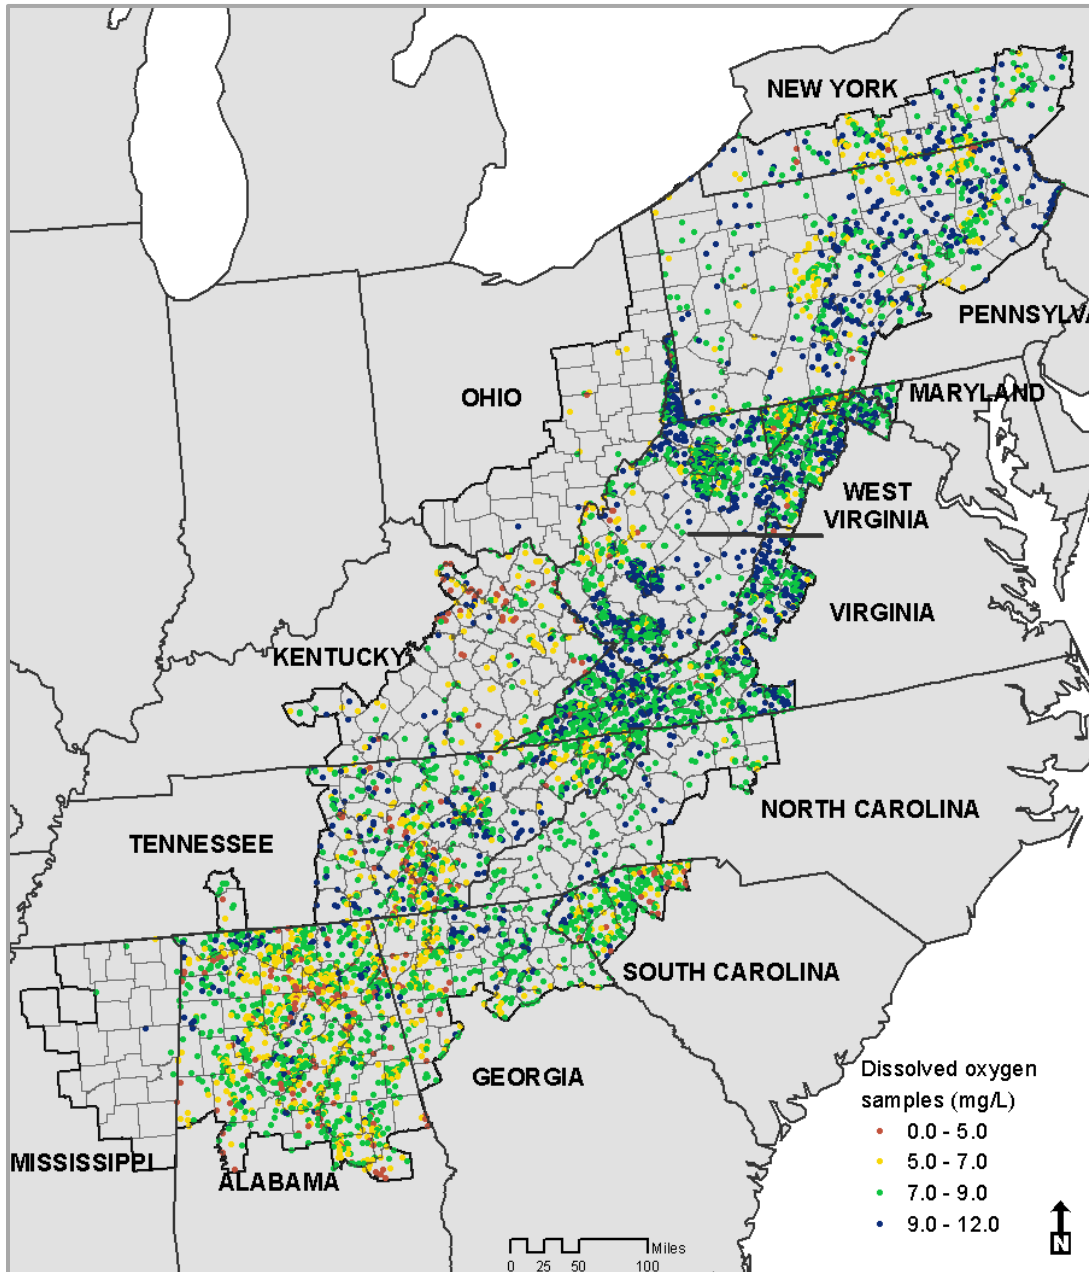 NEW YORK
PENNSYLVA
MARYLAND
OHIO
WEST
VIRGINIA
VIRGINIA
KENTUCKY
NORTH CAROLINA
TENNESSEE
SOUTH CAROLINA
GEORGIA
MISSISSIPPI
ALABAMA
Dissolved oxygen
samples (mg/L)
0.0 - 5.0
5.0 - 7.0
7.0 - 9.0
9.0 - 12.0
Miles
0 25 50 100
N